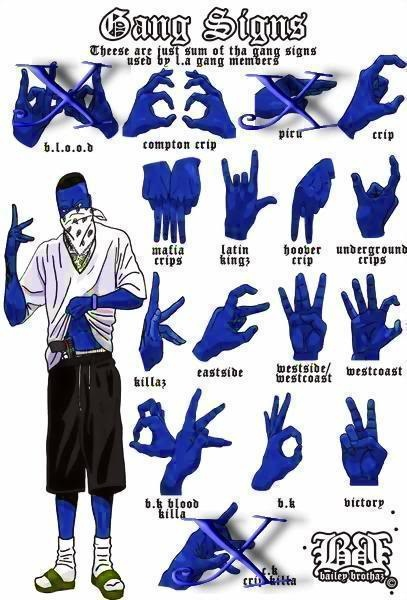 Gang Signs
Theese are just sum of tha gang signs
used by l.a gang members
b.l.o.o.d
compton crip
piru
crip
mafia
crips
latin
kingz
hoover
crip
underground
crips
killaz
eastside
westside/
westcoast
westcoast
b.k blood
killa
b.k
victory
c.k
crip killa
BB
bailey brothaz ©